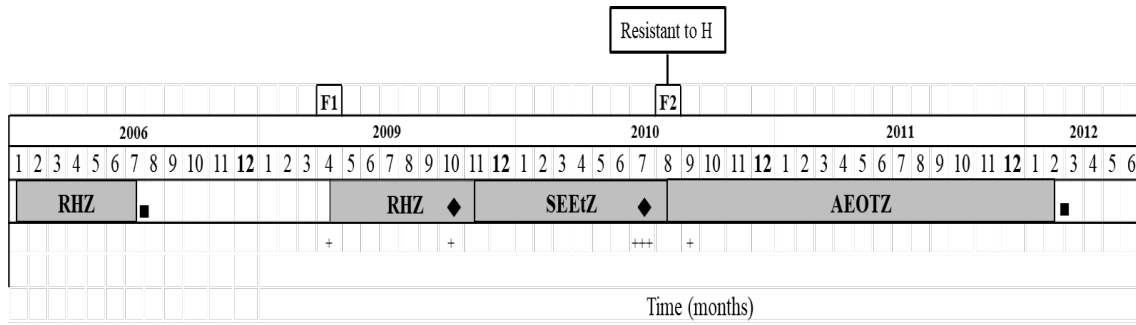 Resistant to H
F1 F2
2006 2009 2010 2011 2012
1 2 3 4 5 6 7 8 9 10 11 12 1 2 3 4 5 6 7 8 9 10 11 12 1 2 3 4 5 6 7 8 9 10 11 12 1 2 3 4 5 6 7 8 9 10 11 12 1 2 3 4 5 6
RHZ RHZ SEEtZ AEOTZ
+ + +++ +
Time (months)